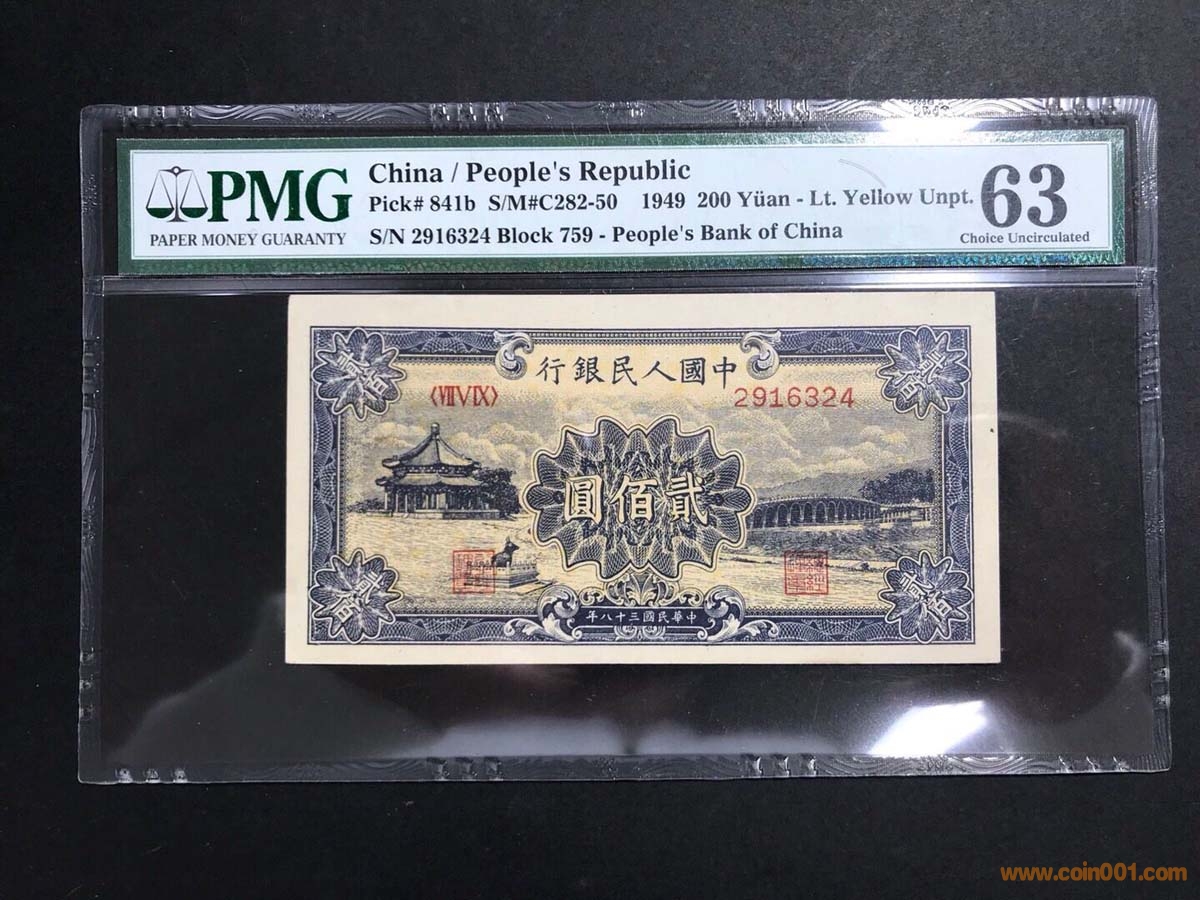 PMG
PAPER MONEY GUARANTY
China / People's Republic
Pick# 841b S/M#C282-50 1949 200 Yüan - Lt. Yellow Unpt.
S/N 2916324 Block 759 - People's Bank of China
63
Choice Uncirculated
行銀民人國中
〈ⅧⅤⅨ〉
2916324
圓佰貳
年八十三國民華中
www.coin001.com